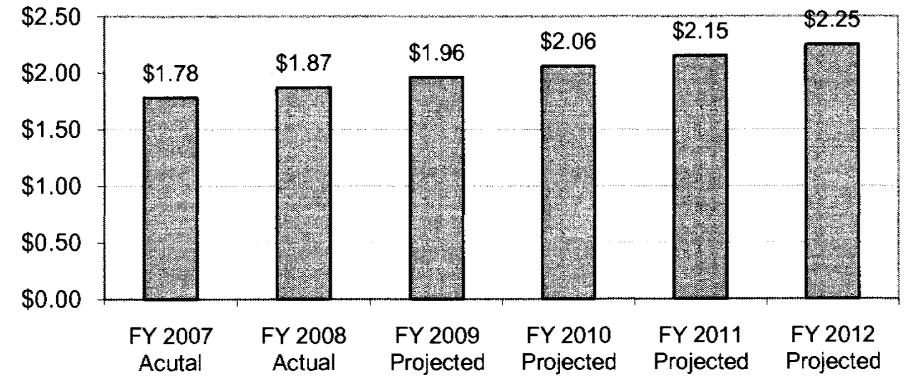 $2.50
$2.00
$1.50
$1.00
$0.50
$0.00
$1.78
$1.87
$1.96
$2.06
$2.15
$2.25
FY 2007
Acutal
FY 2008
Actual
FY 2009
Projected
FY 2010
Projected
FY 2011
Projected
FY 2012
Projected